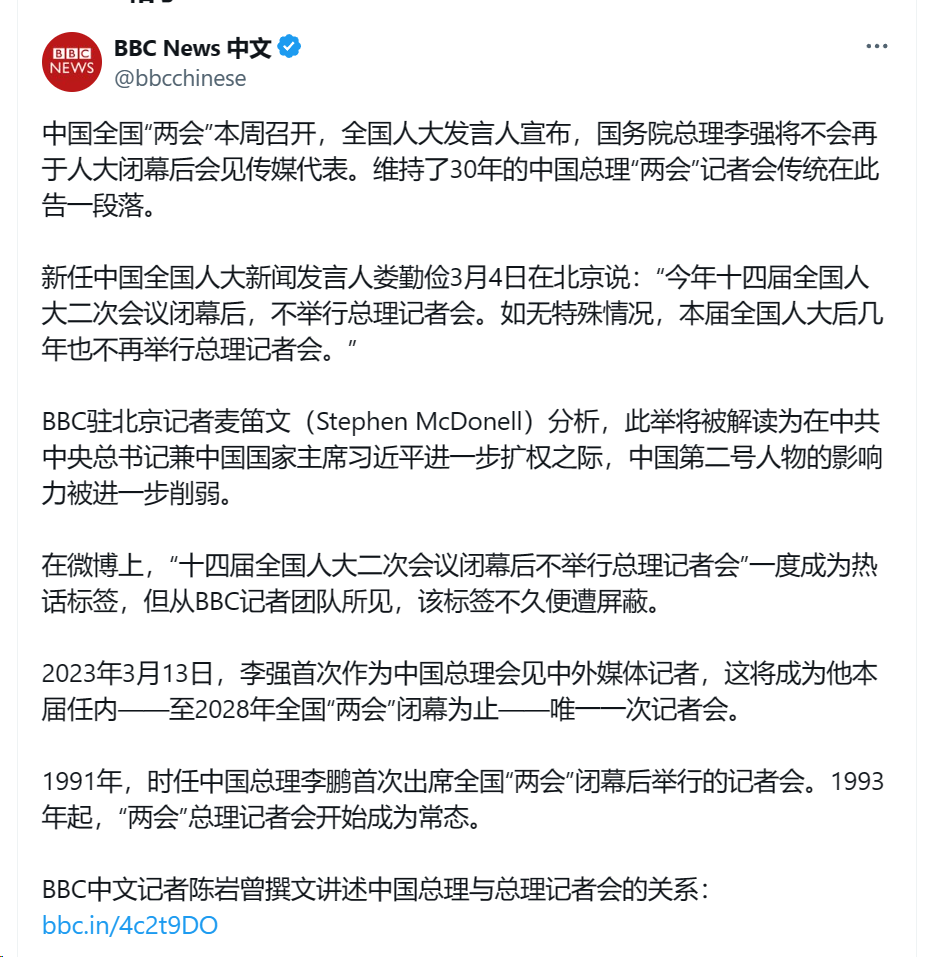 BBC NEWS
BBC News 中文
@bbcchinese
中国全国“两会”本周召开，全国人大发言人宣布，国务院总理李强将不会再
于人大闭幕后会见传媒代表。维持了30年的中国总理“两会”记者会传统在此
告一段落。
新任中国全国人大新闻发言人娄勤俭3月4日在北京说：“今年十四届全国人
大二次会议闭幕后，不举行总理记者会。如无特殊情况，本届全国人大后几
年也不再举行总理记者会。”
BBC驻北京记者麦笛文（Stephen McDonell）分析，此举将被解读为在中共
中央总书记兼中国国家主席习近平进一步扩权之际，中国第二号人物的影响
力被进一步削弱。
在微博上，“十四届全国人大二次会议闭幕后不举行总理记者会”一度成为热
话标签，但从BBC记者团队所见，该标签不久便遭屏蔽。
2023年3月13日，李强首次作为中国总理会见中外媒体记者，这将成为他本
届任内——至2028年全国“两会”闭幕为止——唯一一次记者会。
1991年，时任中国总理李鹏首次出席全国“两会”闭幕后举行的记者会。1993
年起，“两会”总理记者会开始成为常态。
BBC中文记者陈岩曾撰文讲述中国总理与总理记者会的关系：
bbc.in/4c2t9DO